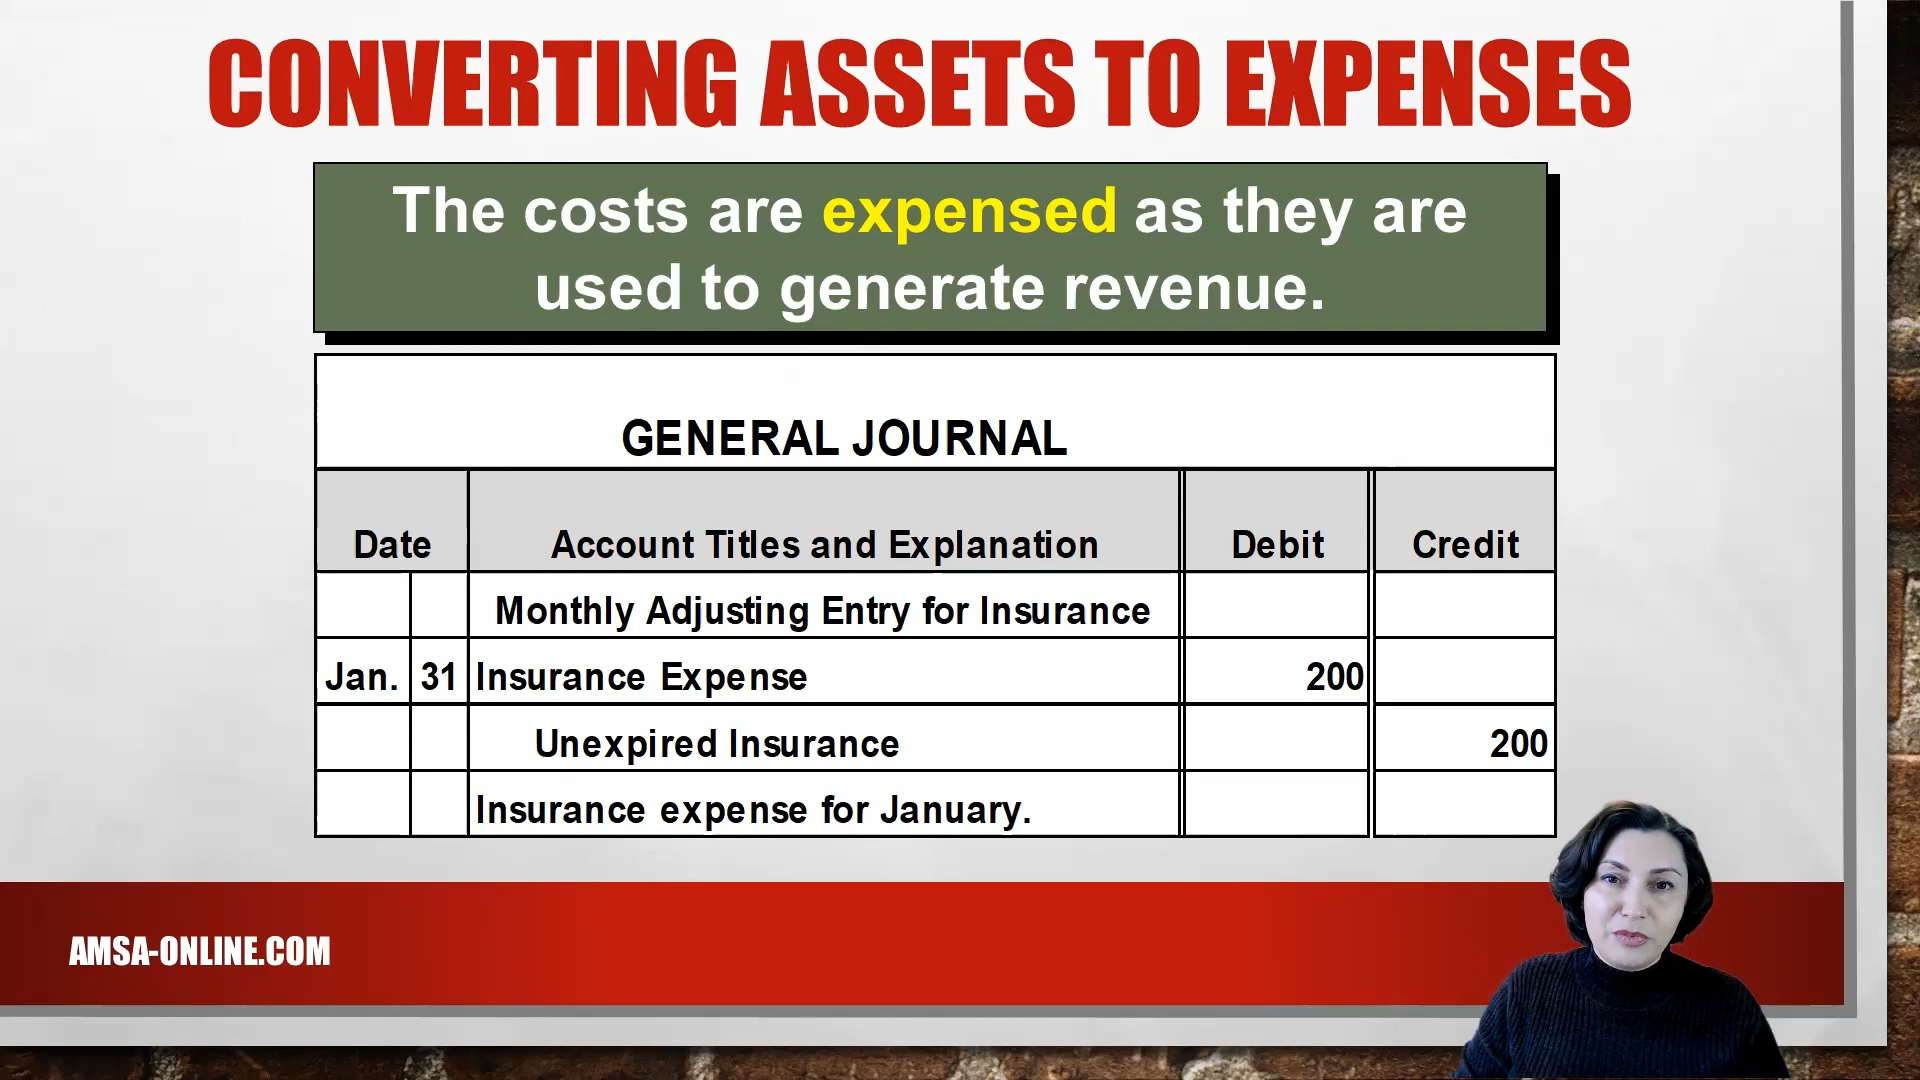 CONVERTING ASSETS TO EXPENSES
The costs are expensed as they are
used to generate revenue.
GENERAL JOURNAL
Date Account Titles and Explanation Debit Credit
Monthly Adjusting Entry for Insurance
Jan. 31 Insurance Expense 200
Unexpired Insurance 200
Insurance expense for January.
AMSA-ONLINE.COM